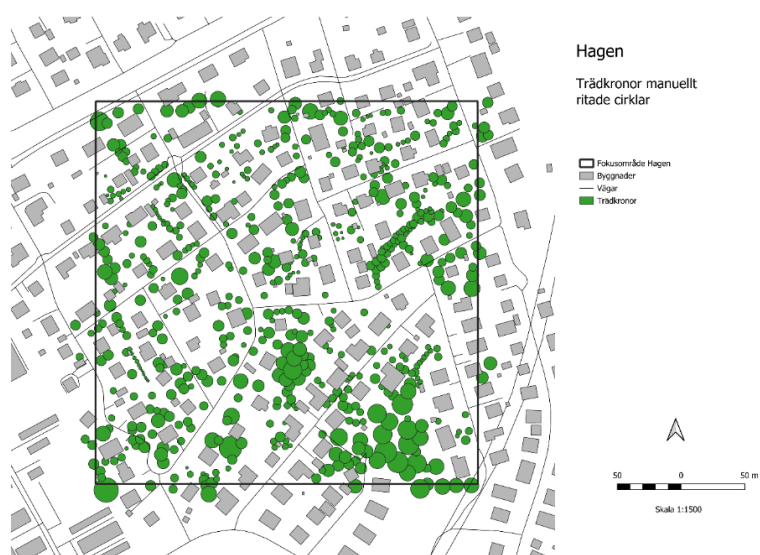 Hagen
Trädkronor manuellt
ritade cirklar
Fokusområde Hagen
Byggnader
Vägar
Trädkronor
50 0 50 m
Skala 1:1500